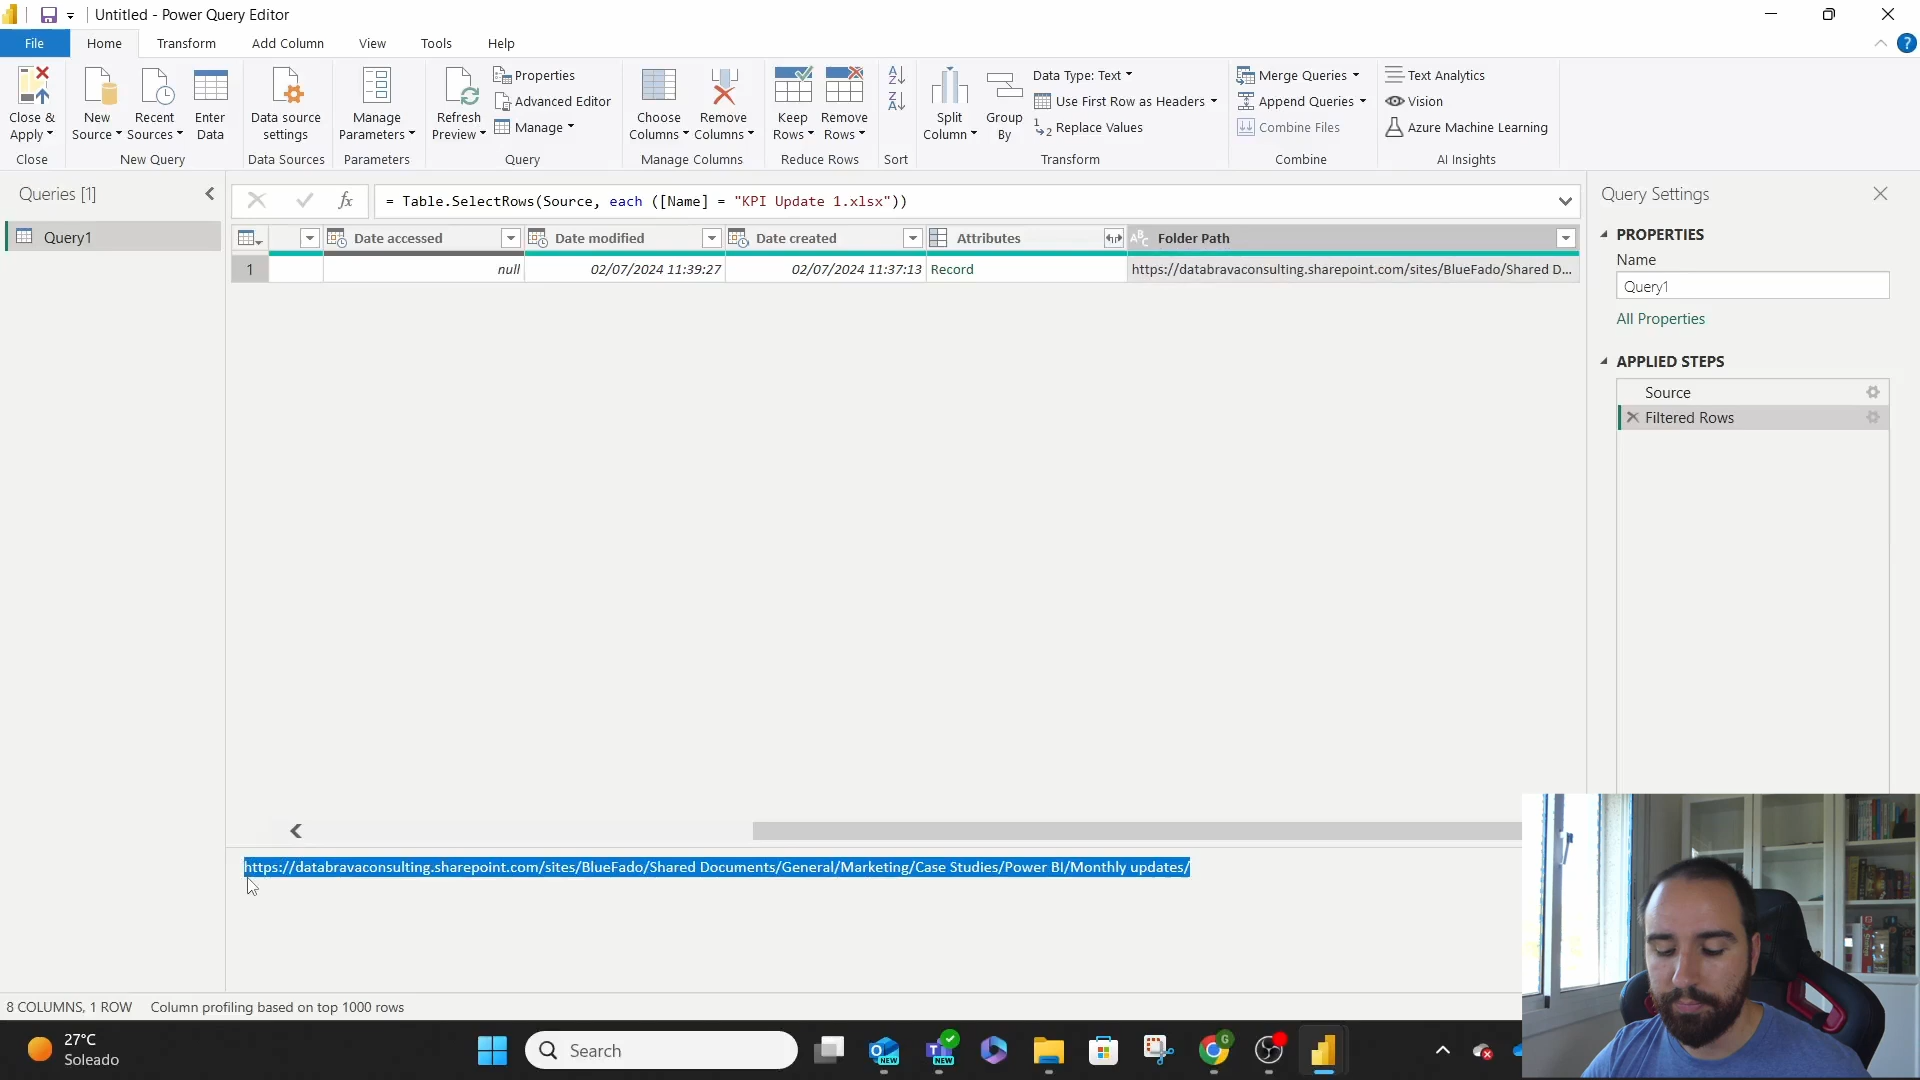 Untitled - Power Query Editor
File
Home
Transform
Add Column
View
Tools
Help
?
Close &
Apply
Close
New
Source
Recent
Sources
Enter
Data
New Query
Data source
settings
Data Sources
Manage
Parameters
Parameters
Refresh
Preview
Properties
Advanced Editor
Manage
Query
Choose
Columns
Remove
Columns
Manage Columns
Keep
Rows
Remove
Rows
Reduce Rows
Sort
Split
Column
Group
By
Data Type: Text
Use First Row as Headers
Replace Values
Transform
Merge Queries
Append Queries
Combine Files
Combine
Text Analytics
Vision
Azure Machine Learning
AI Insights
Queries [1]
Query1
fx
= Table.SelectRows(Source, each ([Name] = "KPI Update 1.xlsx"))
Date accessed
Date modified
Date created
Attributes
Folder Path
1
null
02/07/2024 11:39:27
02/07/2024 11:37:13
Record
https://databravaconsulting.sharepoint.com/sites/BlueFado/Shared D...
Query Settings
PROPERTIES
Name
Query1
All Properties
APPLIED STEPS
Source
Filtered Rows
https://databravaconsulting.sharepoint.com/sites/BlueFado/Shared Documents/General/Marketing/Case Studies/Power BI/Monthly updates/
8 COLUMNS, 1 ROW
Column profiling based on top 1000 rows
27°C
Soleado
Search
NEW
NEW